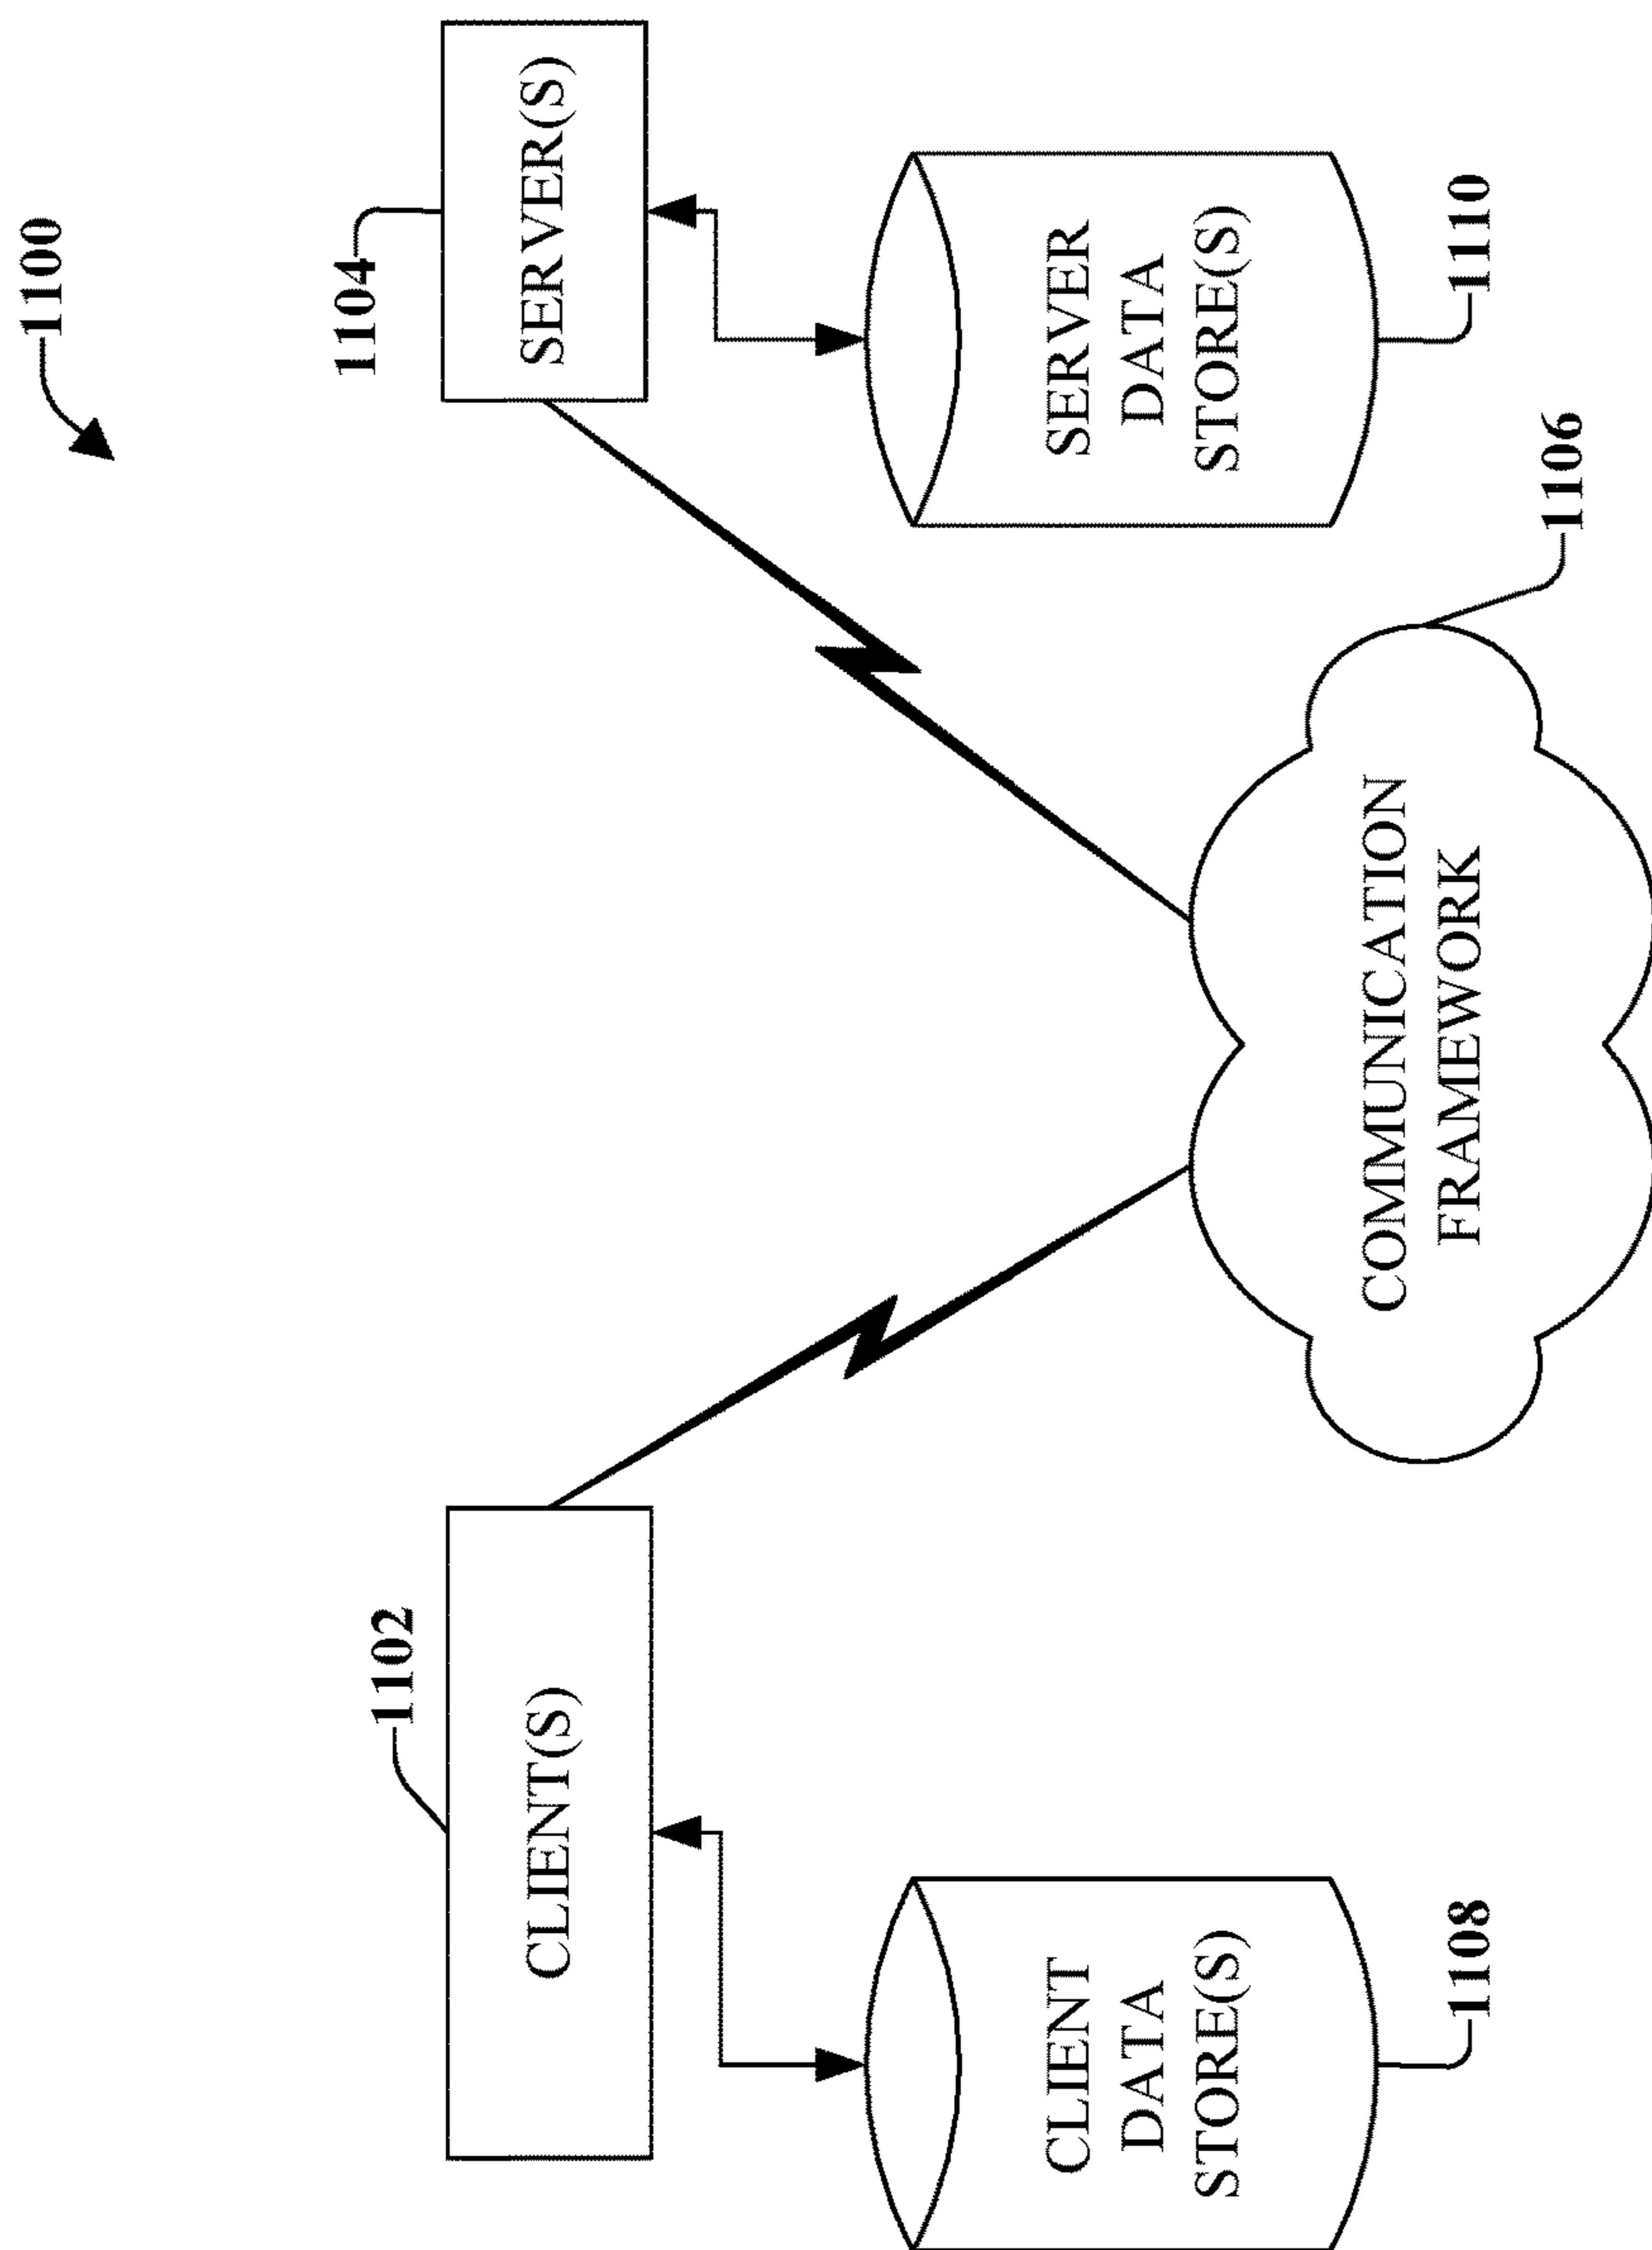 1100
1102
1104
CLIENT(S)
SERVER(S)
CLIENT
DATA
STORE(S)
SERVER
DATA
STORE(S)
COMMUNICATION
FRAMEWORK
1108
1110
1106